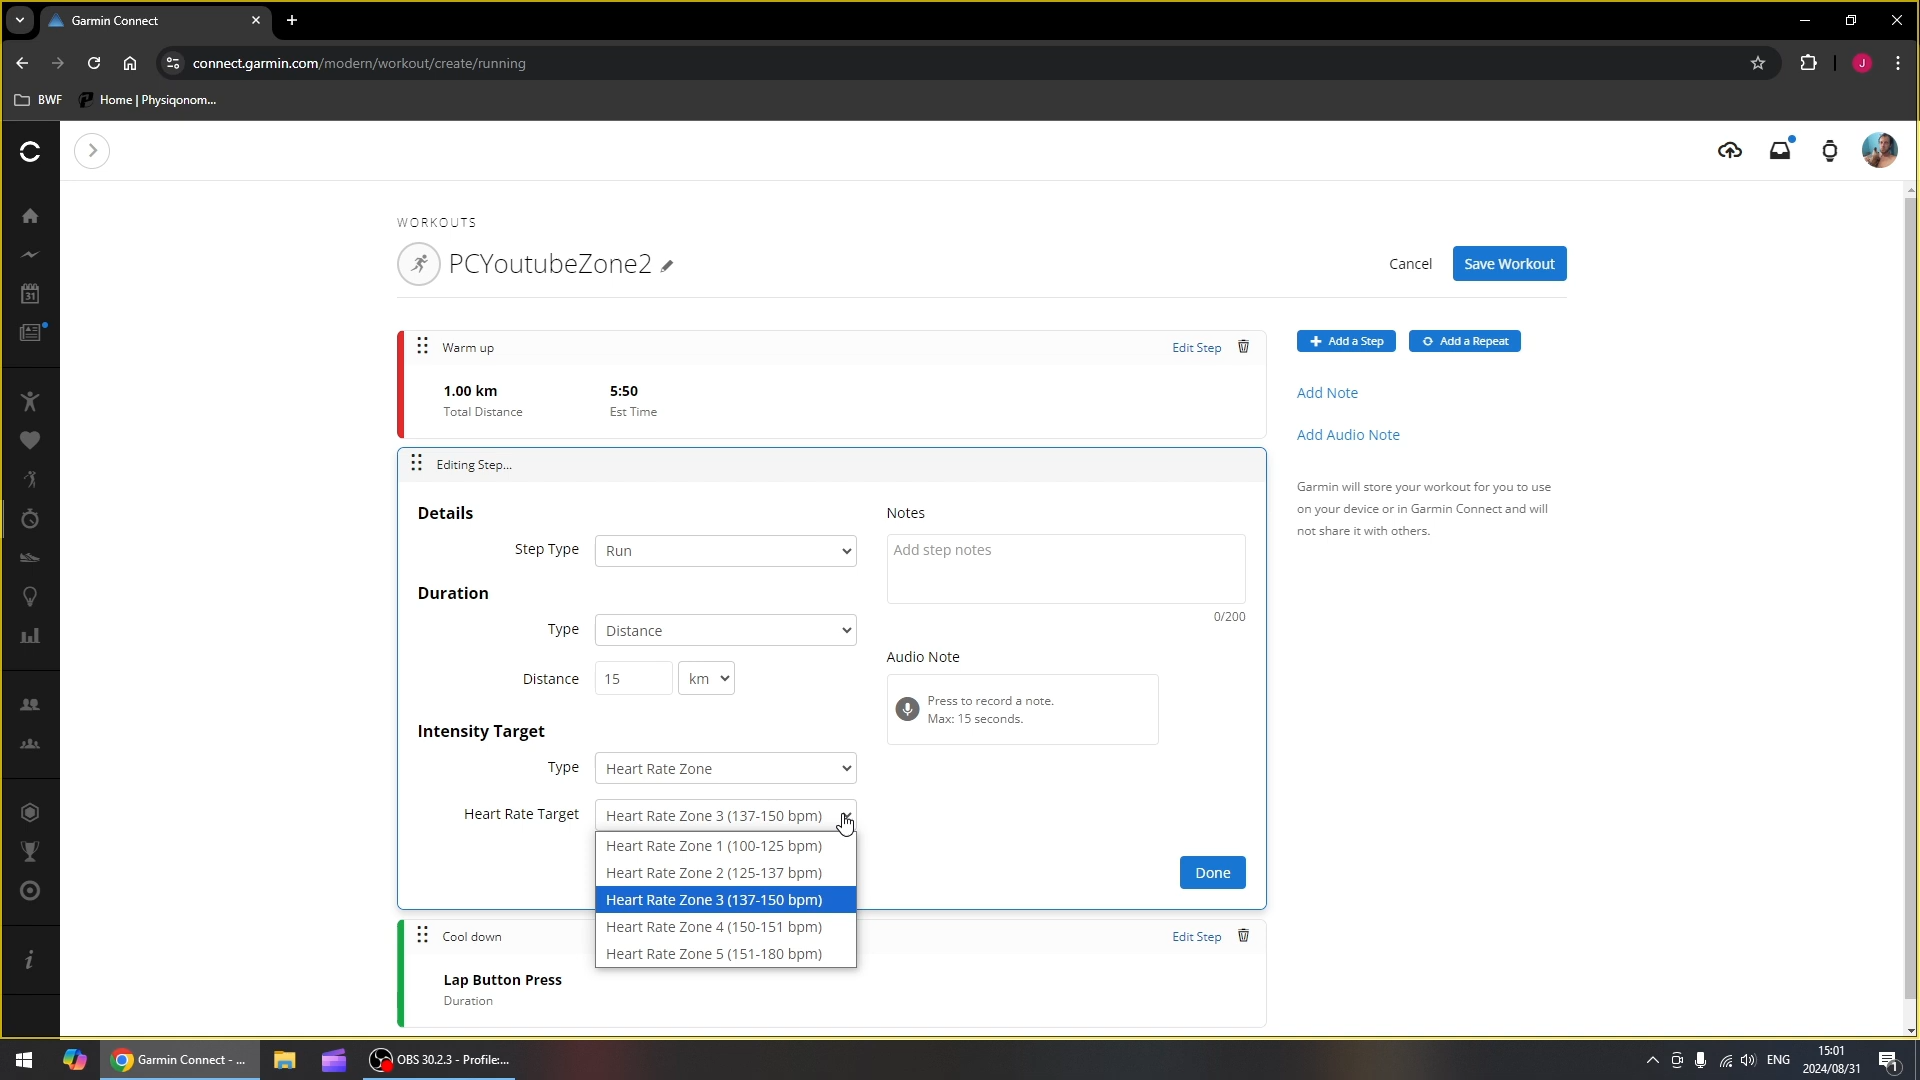 Garmin Connect
connect.garmin.com/modern/workout/create/running
J
BWF
Home | Physiqonom...
WORKOUTS
PCYoutubeZone2
Cancel
Save Workout
Warm up
Edit Step
1.00 km
5:50
Total Distance
Est Time
Add a Step
Add a Repeat
Add Note
Add Audio Note
Garmin will store your workout for you to use
on your device or in Garmin Connect and will
not share it with others.
Editing Step...
Details
Step Type
Run
Duration
Type
Distance
Distance
15
km
Intensity Target
Type
Heart Rate Zone
Heart Rate Target
Heart Rate Zone 3 (137-150 bpm)
Heart Rate Zone 1 (100-125 bpm)
Heart Rate Zone 2 (125-137 bpm)
Heart Rate Zone 3 (137-150 bpm)
Heart Rate Zone 4 (150-151 bpm)
Heart Rate Zone 5 (151-180 bpm)
Notes
Add step notes
0/200
Audio Note
Press to record a note.
Max: 15 seconds.
Done
Cool down
Edit Step
Lap Button Press
Duration
31
i
Garmin Connect - ...
OBS 30.2.3 - Profile:...
ENG
15:01
2024/08/31
1